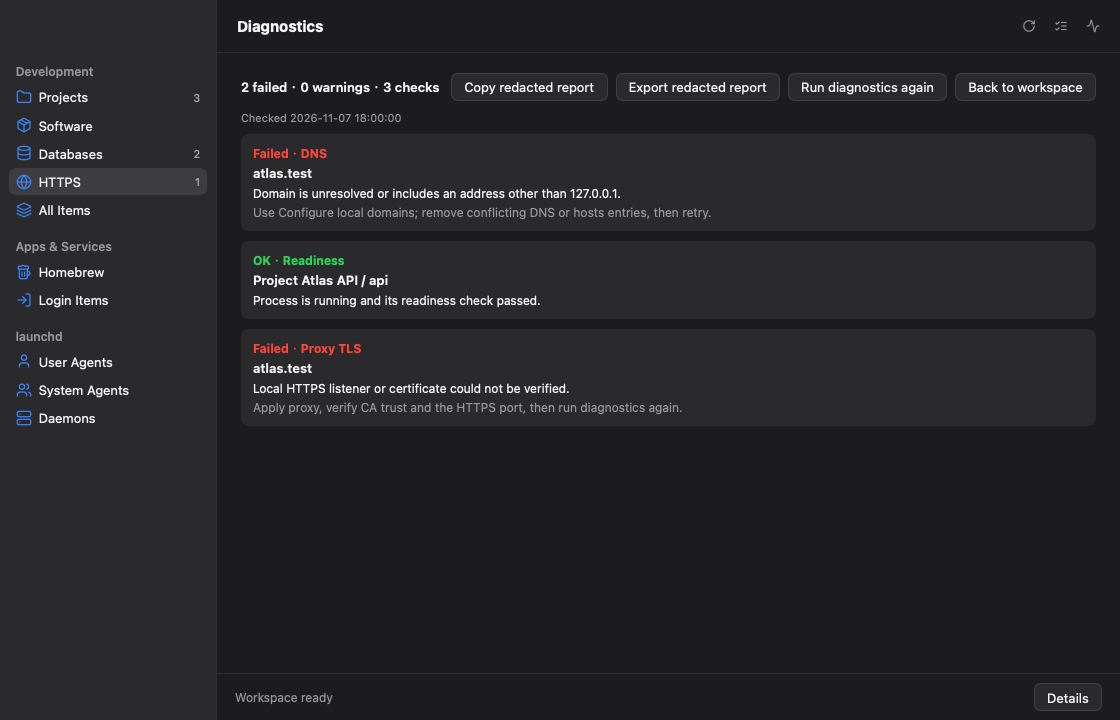 Diagnostics
Development
Projects 3
Software
Databases 2
HTTPS 1
All Items
Apps & Services
Homebrew
Login Items
launchd
User Agents
System Agents
Daemons
2 failed · 0 warnings · 3 checks
Copy redacted report
Export redacted report
Run diagnostics again
Back to workspace
Checked 2026-11-07 18:00:00
Failed · DNS
atlas.test
Domain is unresolved or includes an address other than 127.0.0.1.
Use Configure local domains; remove conflicting DNS or hosts entries, then retry.
OK · Readiness
Project Atlas API / api
Process is running and its readiness check passed.
Failed · Proxy TLS
atlas.test
Local HTTPS listener or certificate could not be verified.
Apply proxy, verify CA trust and the HTTPS port, then run diagnostics again.
Workspace ready
Details